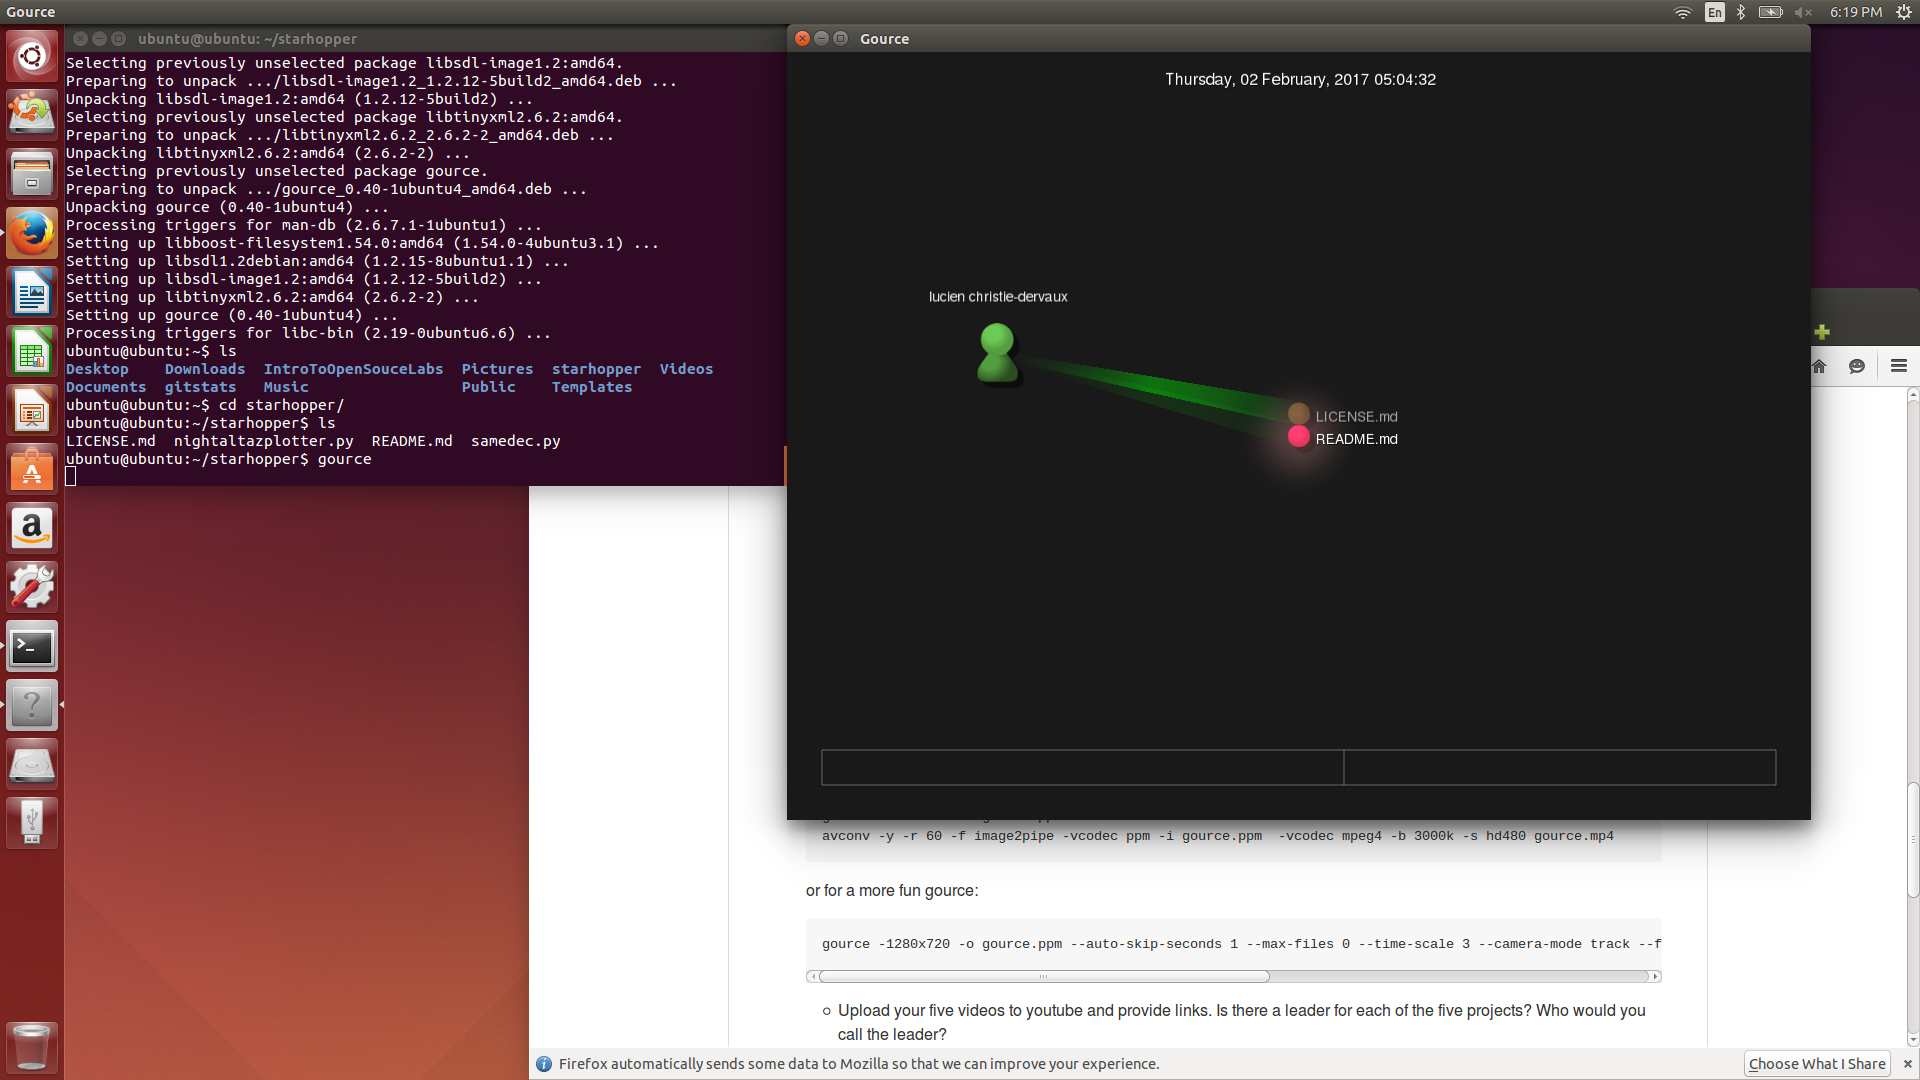 Gource
En
6:19 PM
ubuntu@ubuntu: ~/starhopper
Selecting previously unselected package libsdl-image1.2:amd64.
Preparing to unpack .../libsdl-image1.2_1.2.12-5build2_amd64.deb ...
Unpacking libsdl-image1.2:amd64 (1.2.12-5build2) ...
Selecting previously unselected package libtinyxml2.6.2:amd64.
Preparing to unpack .../libtinyxml2.6.2_2.6.2-2_amd64.deb ...
Unpacking libtinyxml2.6.2:amd64 (2.6.2-2) ...
Selecting previously unselected package gource.
Preparing to unpack .../gource_0.40-1ubuntu4_amd64.deb ...
Unpacking gource (0.40-1ubuntu4) ...
Processing triggers for man-db (2.6.7.1-1ubuntu1) ...
Setting up libboost-filesystem1.54.0:amd64 (1.54.0-4ubuntu3.1) ...
Setting up libsdl1.2debian:amd64 (1.2.15-8ubuntu1.1) ...
Setting up libsdl-image1.2:amd64 (1.2.12-5build2) ...
Setting up libtinyxml2.6.2:amd64 (2.6.2-2) ...
Setting up gource (0.40-1ubuntu4) ...
Processing triggers for libc-bin (2.19-0ubuntu6.6) ...
ubuntu@ubuntu:~$ ls
Desktop    Downloads  IntroToOpenSouceLabs  Pictures  starhopper  Videos
Documents  gitstats   Music                 Public    Templates
ubuntu@ubuntu:~$ cd starhopper/
ubuntu@ubuntu:~/starhopper$ ls
LICENSE.md  nightaltazplotter.py  README.md  samedec.py
ubuntu@ubuntu:~/starhopper$ gource
Gource
Thursday, 02 February, 2017 05:04:32
lucien christie-dervaux
LICENSE.md
README.md
avconv -y -r 60 -f image2pipe -vcodec ppm -i gource.ppm  -vcodec mpeg4 -b 3000k -s hd480 gource.mp4
or for a more fun gource:
gource -1280x720 -o gource.ppm --auto-skip-seconds 1 --max-files 0 --time-scale 3 --camera-mode track --f
Upload your five videos to youtube and provide links. Is there a leader for each of the five projects? Who would you
call the leader?
Firefox automatically sends some data to Mozilla so that we can improve your experience.
Choose What I Share